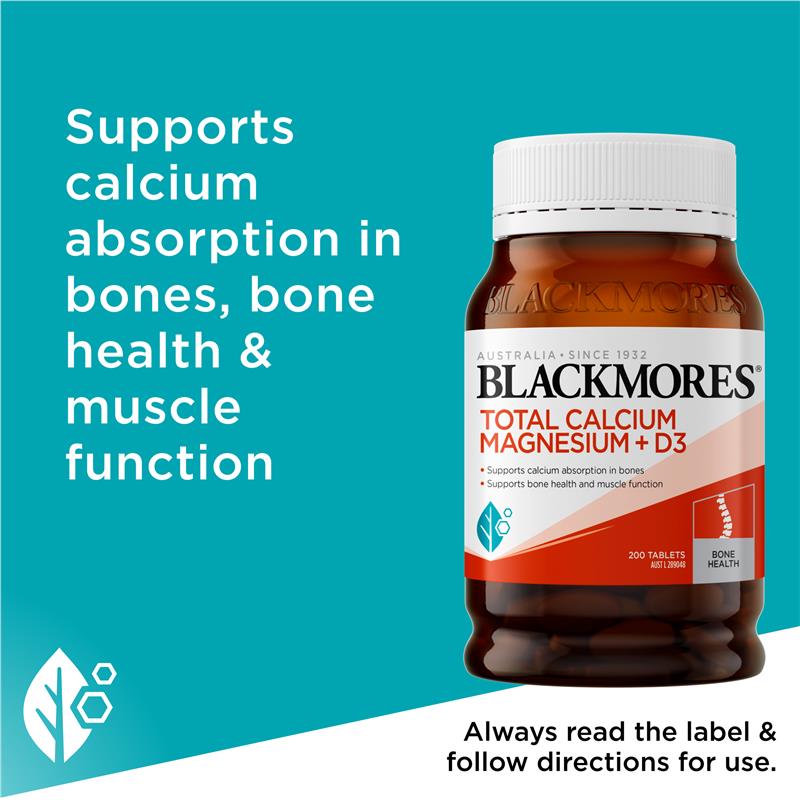 Supports
calcium
absorption in
bones, bone
health &
muscle
function
BLACKMORES
AUSTRALIA • SINCE 1932
BLACKMORES®
TOTAL CALCIUM
MAGNESIUM + D3
• Supports calcium absorption in bones
• Supports bone health and muscle function
200 TABLETS
AUST L 289048
BONE
HEALTH
Always read the label &
follow directions for use.